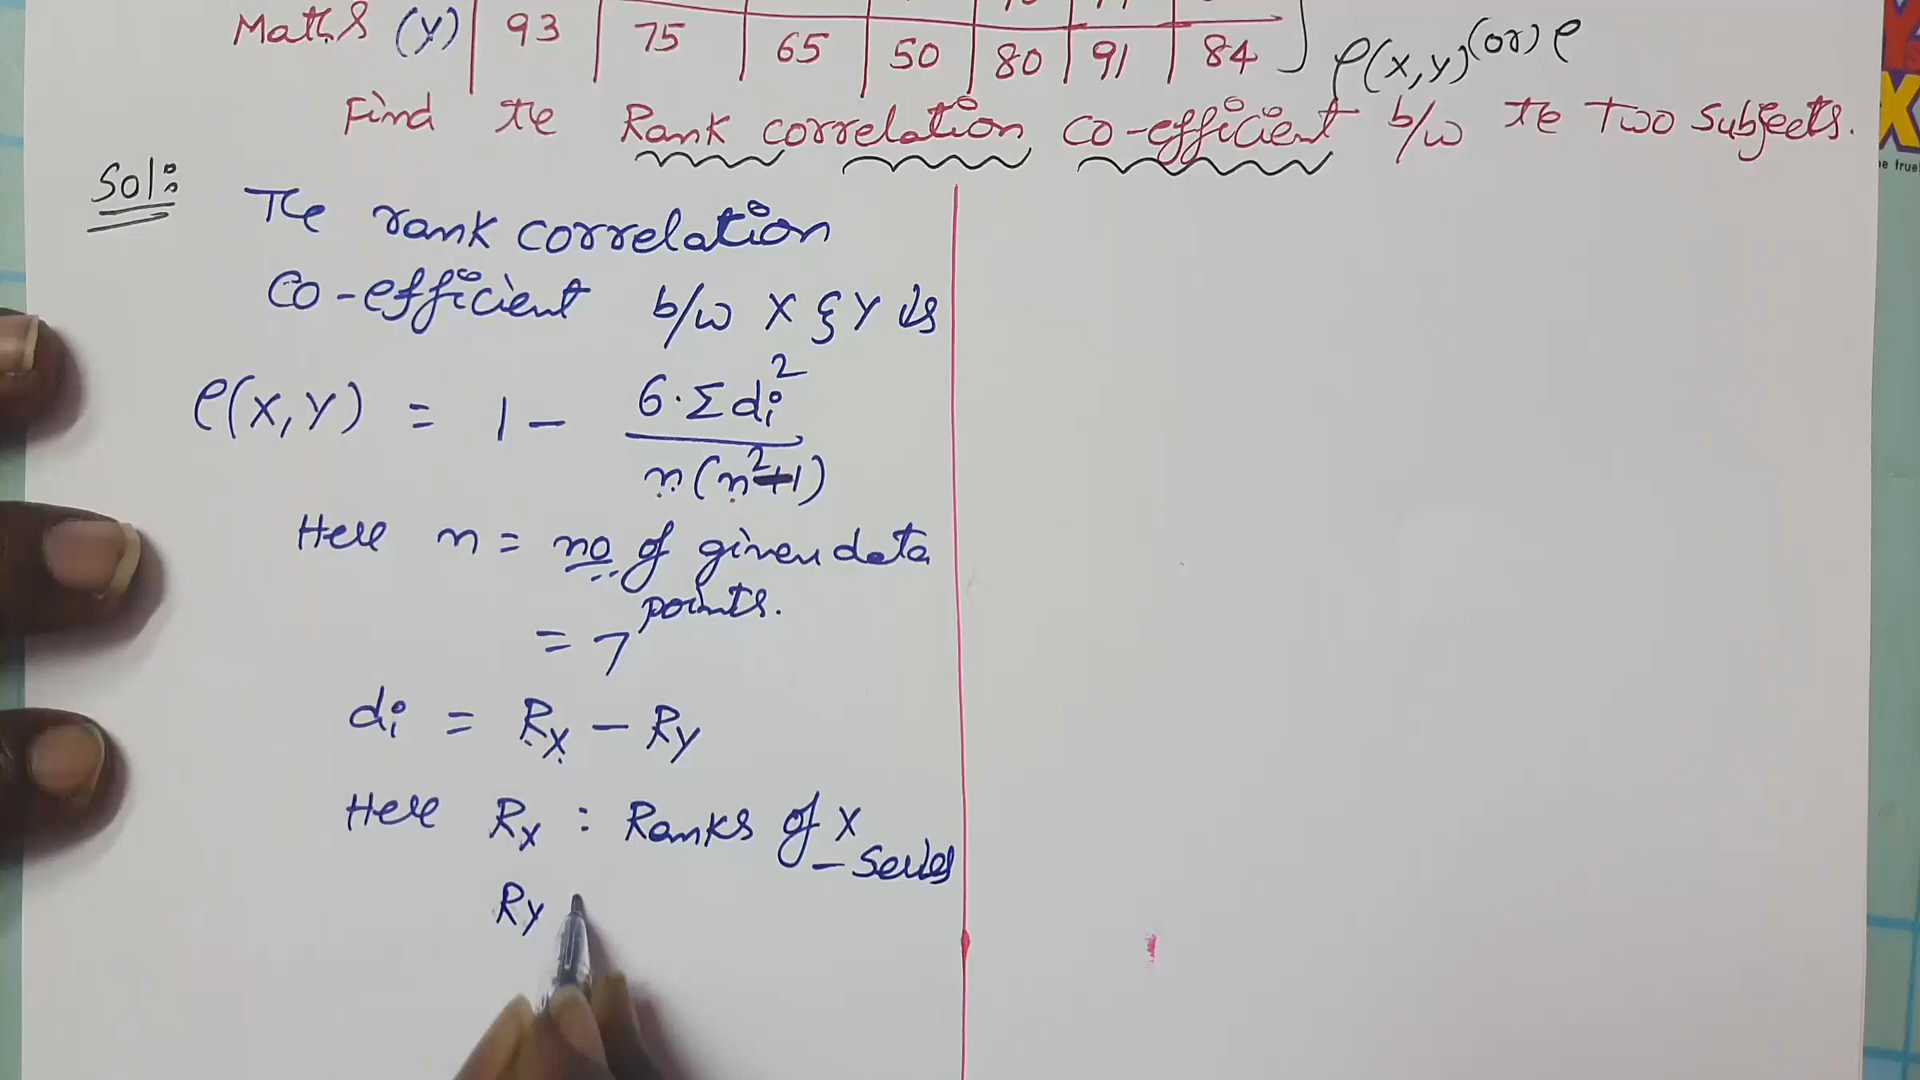 Maths (Y) 93 75 65 50 80 91 84 ρ(X,Y) (or) ρ
Find the Rank correlation co-efficient b/w the Two Subjects.
Sol:
The rank correlation
co-efficient b/w X & Y is
ρ(X,Y) = 1 - 6·Σdi² / n(n²-1)
Here n = no of given data
points.
= 7
di = RX - RY
Here RX : Ranks of X
- Series
RY
X
e true